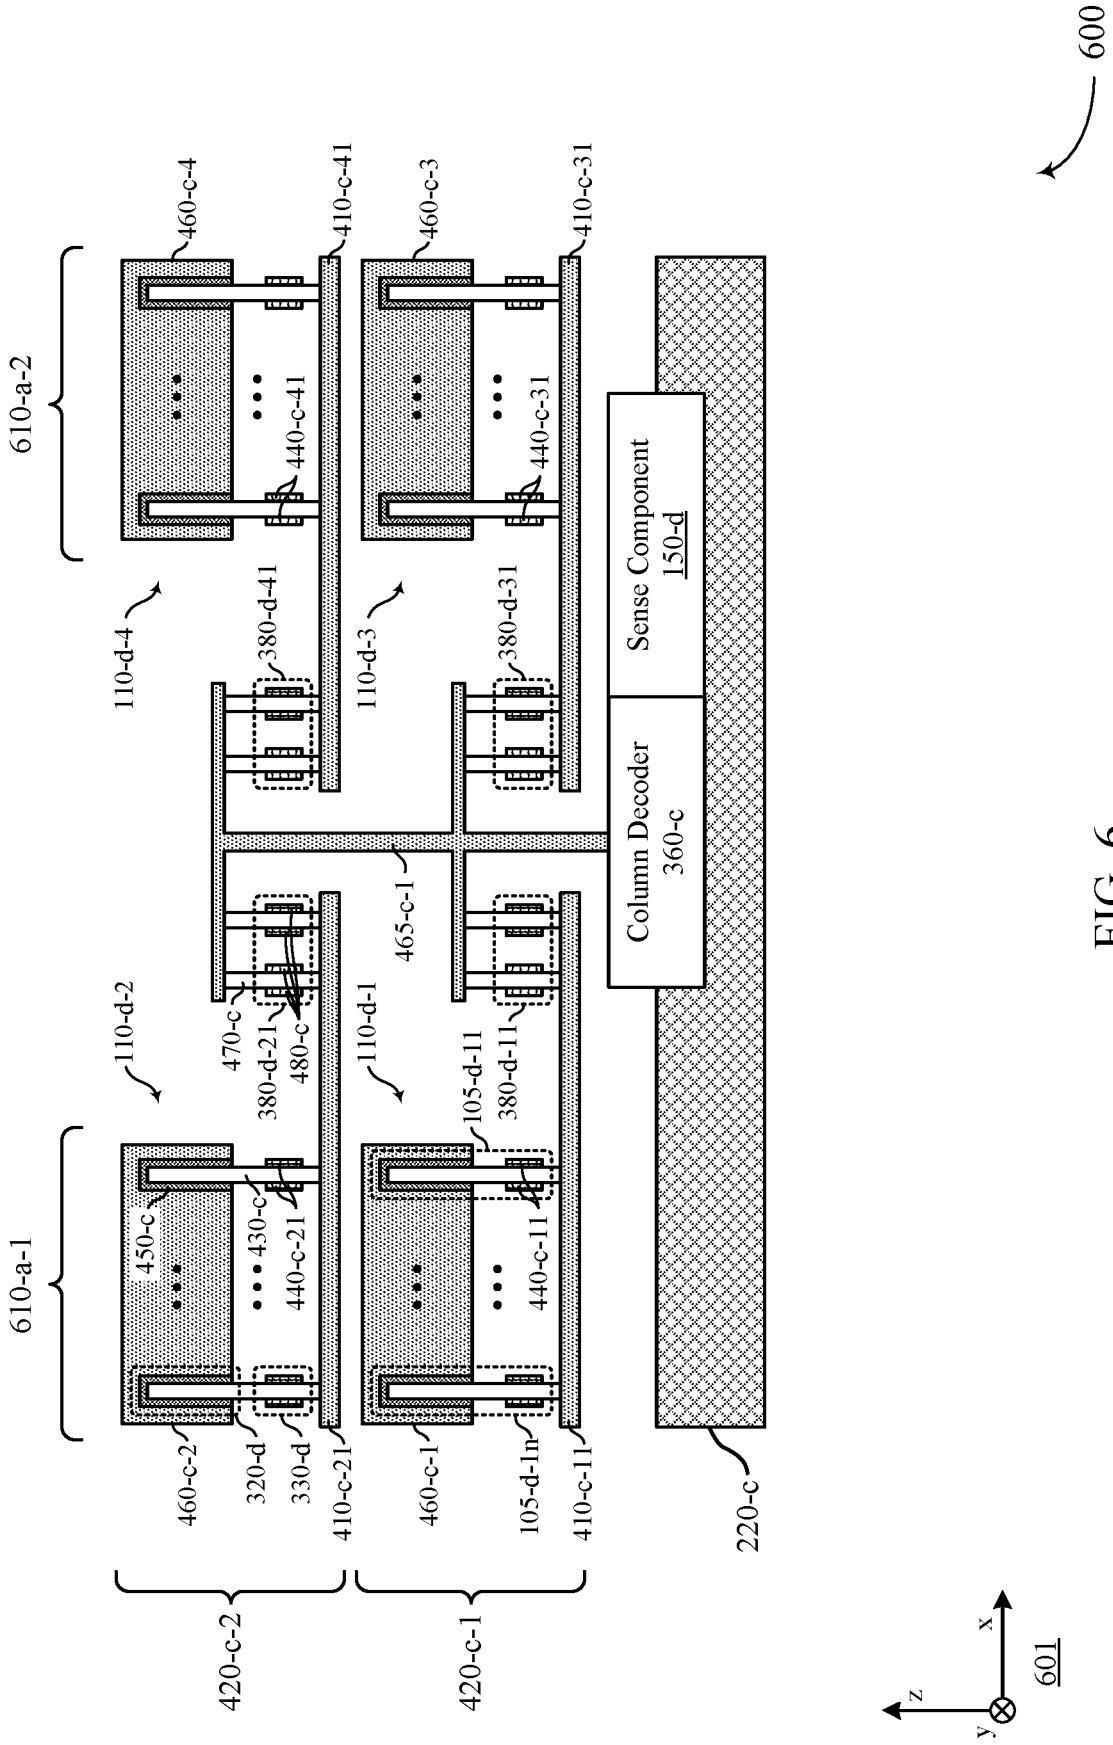 610-a-1
610-a-2
110-d-2
110-d-4
460-c-4
450-c
470-c
430-c
460-c-2
320-d
330-d
410-c-21
440-c-21
380-d-21
480-c
380-d-41
440-c-41
410-c-41
420-c-2
110-d-1
110-d-3
460-c-3
465-c-1
105-d-11
460-c-1
105-d-1n
410-c-11
440-c-11
380-d-11
380-d-31
440-c-31
410-c-31
420-c-1
Column Decoder
360-c
Sense Component
150-d
220-c
z
y
x
601
600
FIG. 6